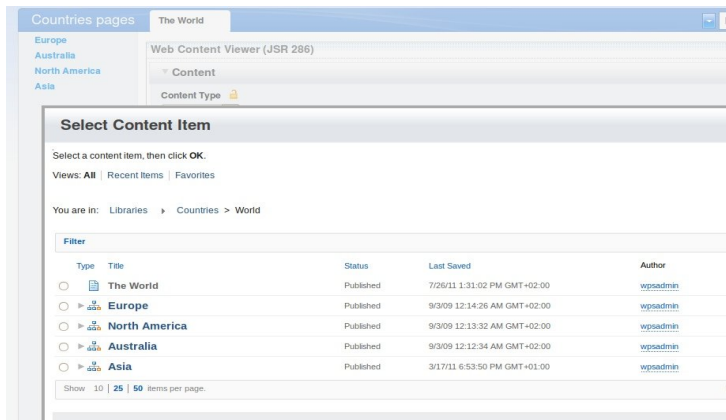 Countries pages The World
Europe
Australia
North America
Asia
Web Content Viewer (JSR 286)
Content
Content Type
Select Content Item
Select a content item, then click OK.
Views: All | Recent Items | Favorites
You are in: Libraries Countries > World
Filter
Type Title Status Last Saved Author
The World Published 7/26/11 1:31:02 PM GMT+02:00 wpsadmin
Europe Published 9/3/09 12:14:26 AM GMT+02:00 wpsadmin
North America Published 9/3/09 12:13:32 AM GMT+02:00 wpsadmin
Australia Published 9/3/09 12:12:34 AM GMT+02:00 wpsadmin
Asia Published 3/17/11 6:53:50 PM GMT+01:00 wpsadmin
Show 10 | 25 | 50 items per page.